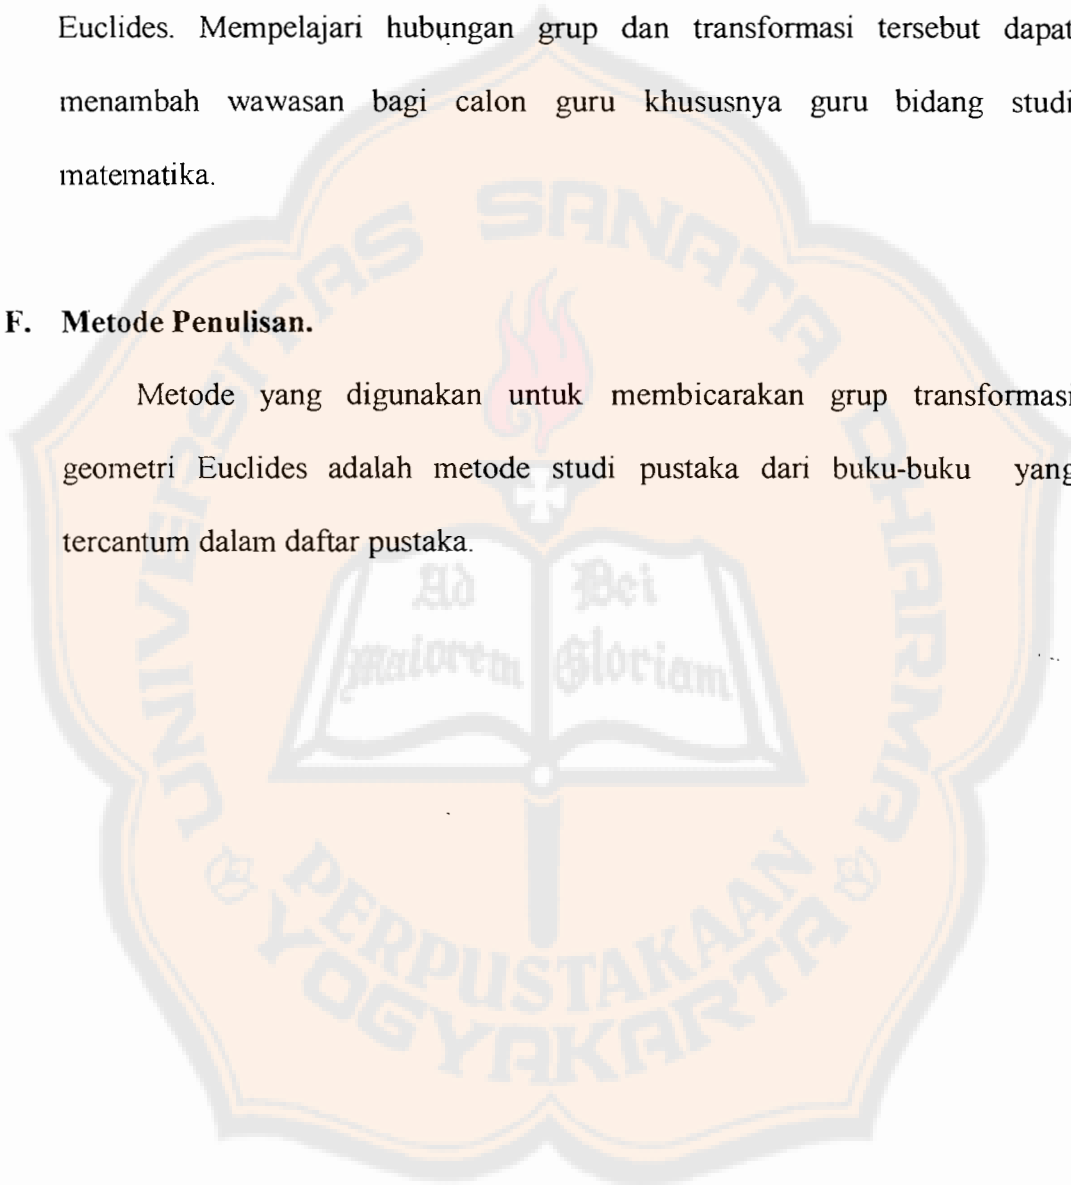 Euclides. Mempelajari hubungan grup dan transformasi tersebut dapat
menambah wawasan bagi calon guru khususnya guru bidang studi
matematika.
F. Metode Penulisan.
Metode yang digunakan untuk membicarakan grup transformasi
geometri Euclides adalah metode studi pustaka dari buku-buku yang
tercantum dalam daftar pustaka.
UNIVERSITAS SANATA DHARMA
Ad Dei
Maiorem Gloriam
PERPUSTAKAAN
YOGYAKARTA